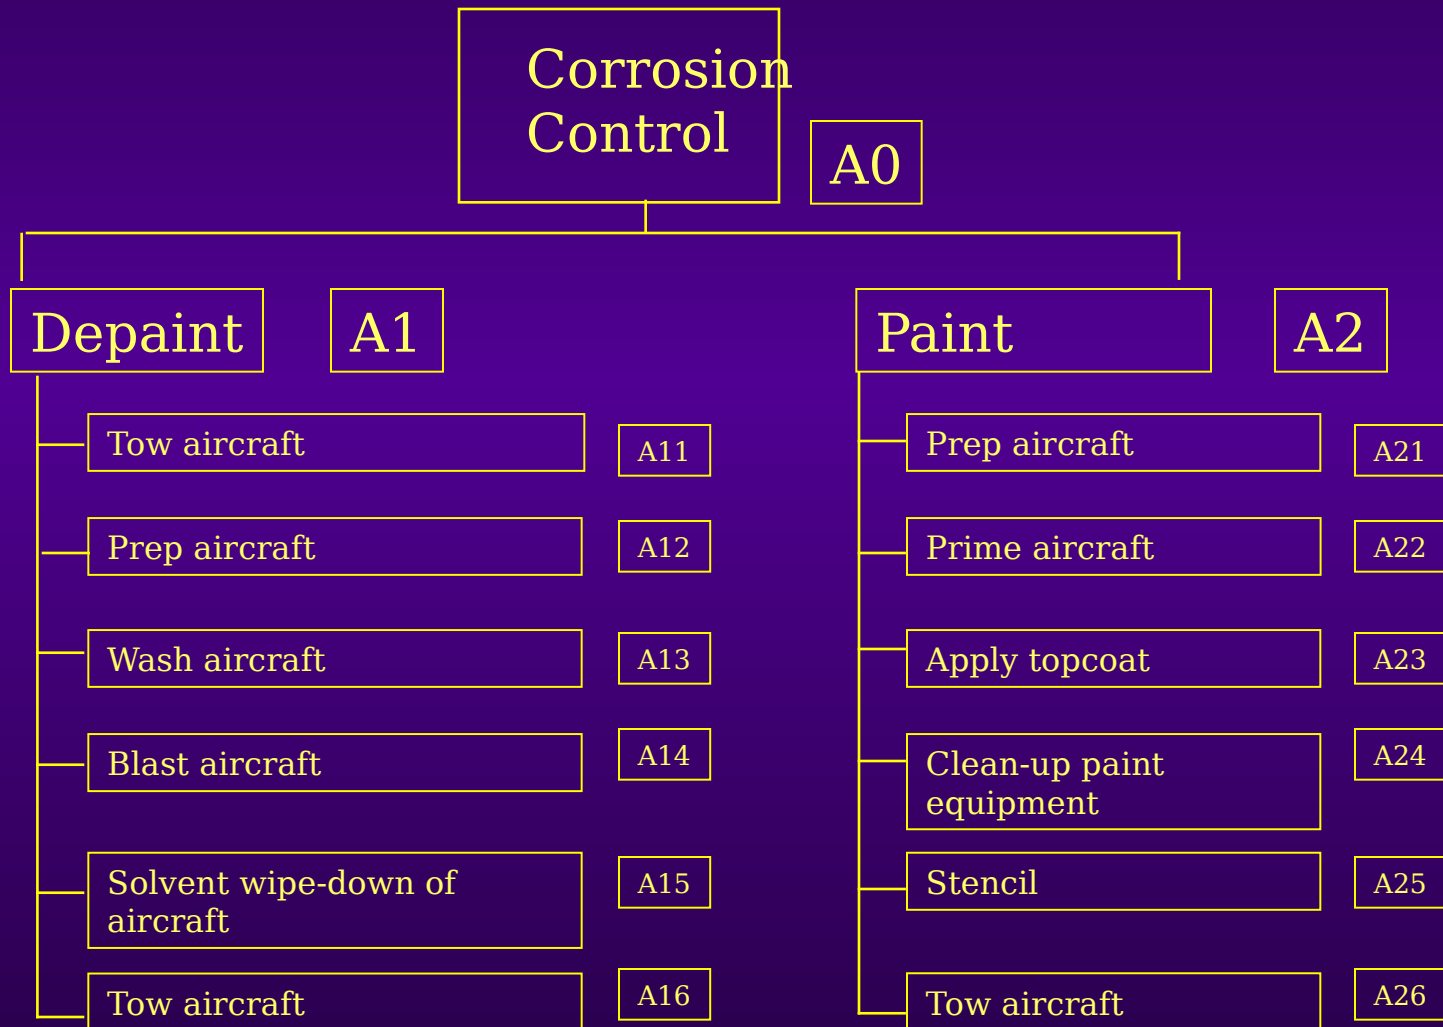 Corrosion
Control
A0
Depaint
A1
Paint
A2
Tow aircraft
A11
Prep aircraft
A21
Prep aircraft
A12
Prime aircraft
A22
Wash aircraft
A13
Apply topcoat
A23
Blast aircraft
A14
Clean-up paint
equipment
A24
Solvent wipe-down of
aircraft
A15
Stencil
A25
Tow aircraft
A16
Tow aircraft
A26